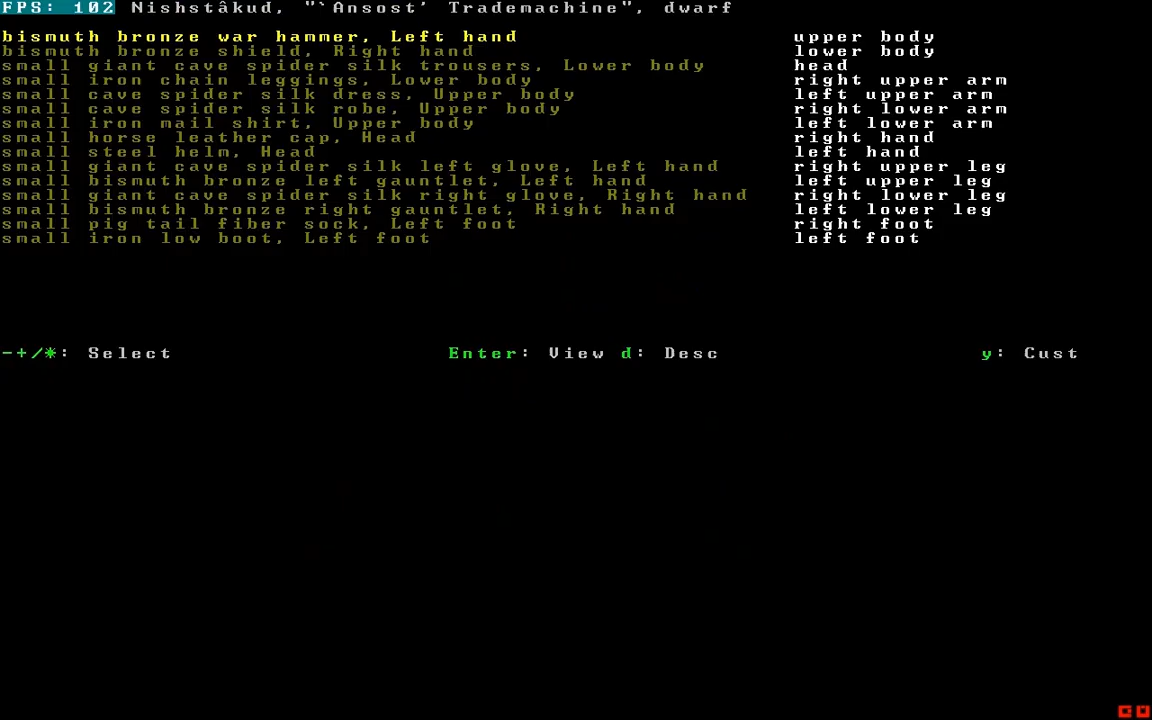 FPS: 102 Nishstâkud, "`Ansost' Trademachine", dwarf
bismuth bronze war hammer, Left hand upper body
bismuth bronze shield, Right hand lower body
small giant cave spider silk trousers, Lower body head
small iron chain leggings, Lower body right upper arm
small cave spider silk dress, Upper body left upper arm
small cave spider silk robe, Upper body right lower arm
small iron mail shirt, Upper body left lower arm
small horse leather cap, Head right hand
small steel helm, Head left hand
small giant cave spider silk left glove, Left hand right upper leg
small bismuth bronze left gauntlet, Left hand left upper leg
small giant cave spider silk right glove, Right hand right lower leg
small bismuth bronze right gauntlet, Right hand left lower leg
small pig tail fiber sock, Left foot right foot
small iron low boot, Left foot left foot
-+/*: Select Enter: View d: Desc y: Cust